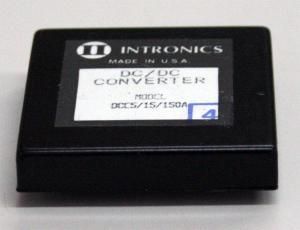 INTRONICS
MADE IN U.S.A.
DC/DC
CONVERTER
MODEL
DCC5/15/150A
4